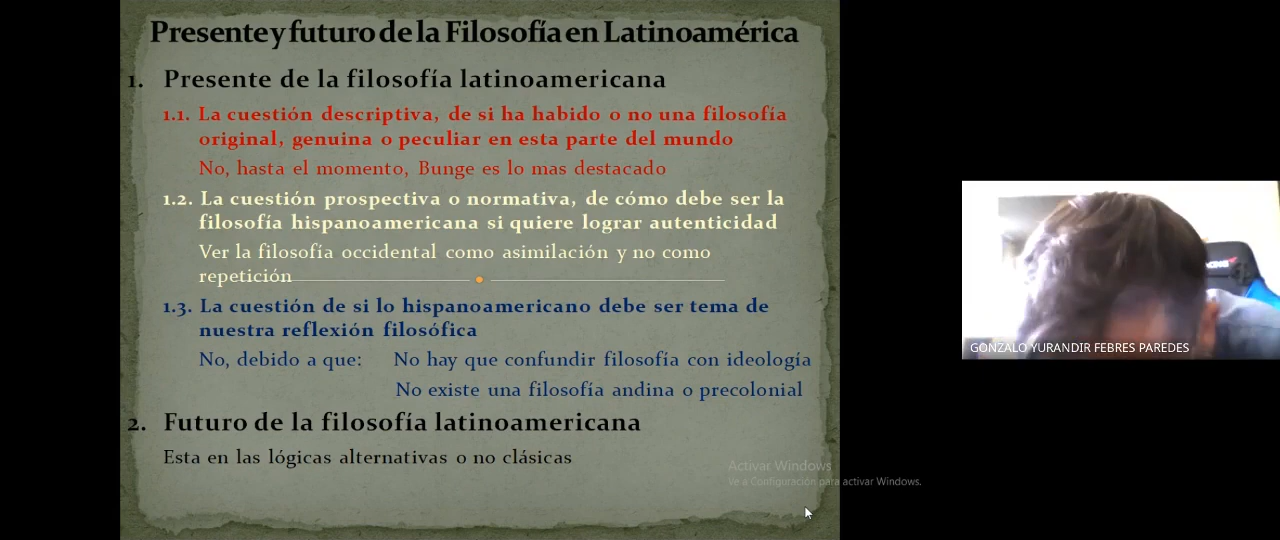 Presente y futuro de la Filosofía en Latinoamérica
1. Presente de la filosofía latinoamericana
1.1. La cuestión descriptiva, de si ha habido o no una filosofía
original, genuina o peculiar en esta parte del mundo
No, hasta el momento, Bunge es lo mas destacado
1.2. La cuestión prospectiva o normativa, de cómo debe ser la
filosofía hispanoamericana si quiere lograr autenticidad
Ver la filosofía occidental como asimilación y no como
repetición
1.3. La cuestión de si lo hispanoamericano debe ser tema de
nuestra reflexión filosófica
No, debido a que: No hay que confundir filosofía con ideología
No existe una filosofía andina o precolonial
2. Futuro de la filosofía latinoamericana
Esta en las lógicas alternativas o no clásicas
Activar Windows
Ve a Configuración para activar Windows.
GONZALO YURANDIR FEBRES PAREDES